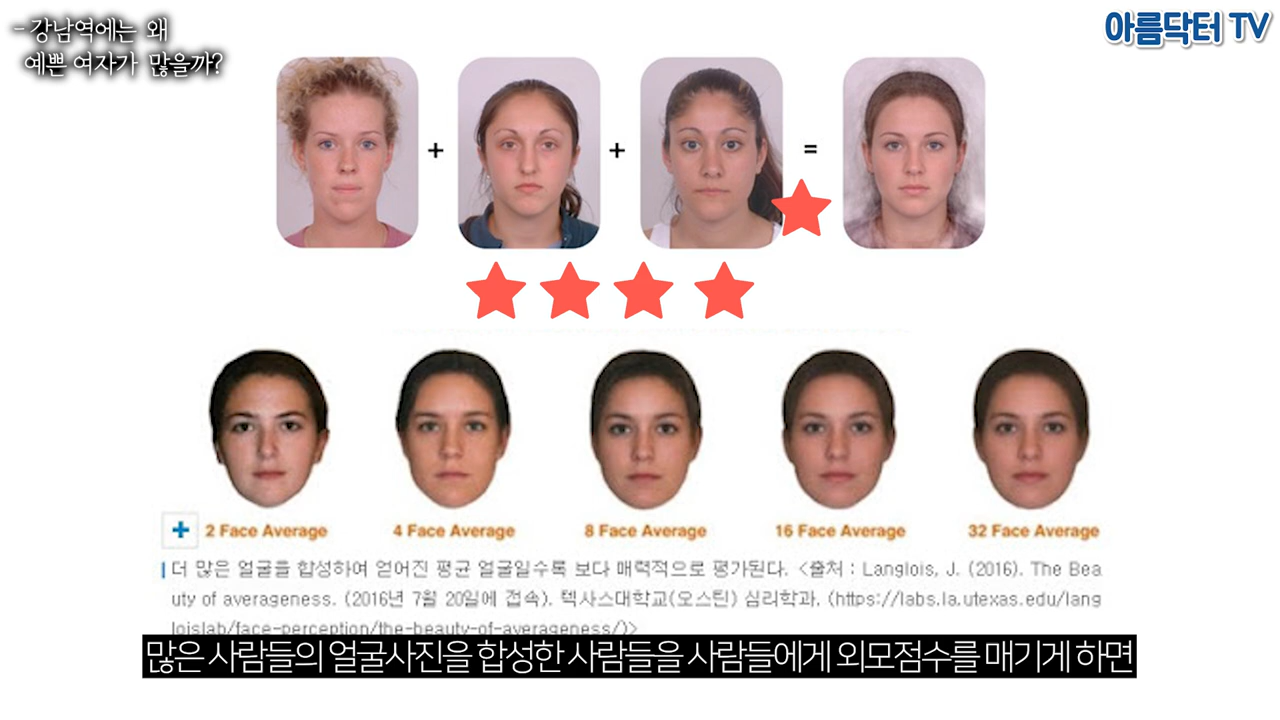 - 강남역에는 왜
예쁜 여자가 많을까?
아름닥터 TV
+ + =
+
2 Face Average
4 Face Average
8 Face Average
16 Face Average
32 Face Average
더 많은 얼굴을 합성하여 얻어진 평균 얼굴일수록 보다 매력적으로 평가된다. <출처 : Langlois, J. (2016). The Bea
uty of averageness. (2016년 7월 20일에 접속). 텍사스대학교(오스틴) 심리학과. (https://labs.la.utexas.edu/lang
loislab/face-perception/the-beauty-of-averageness/)>
많은 사람들의 얼굴사진을 합성한 사람들을 사람들에게 외모점수를 매기게 하면